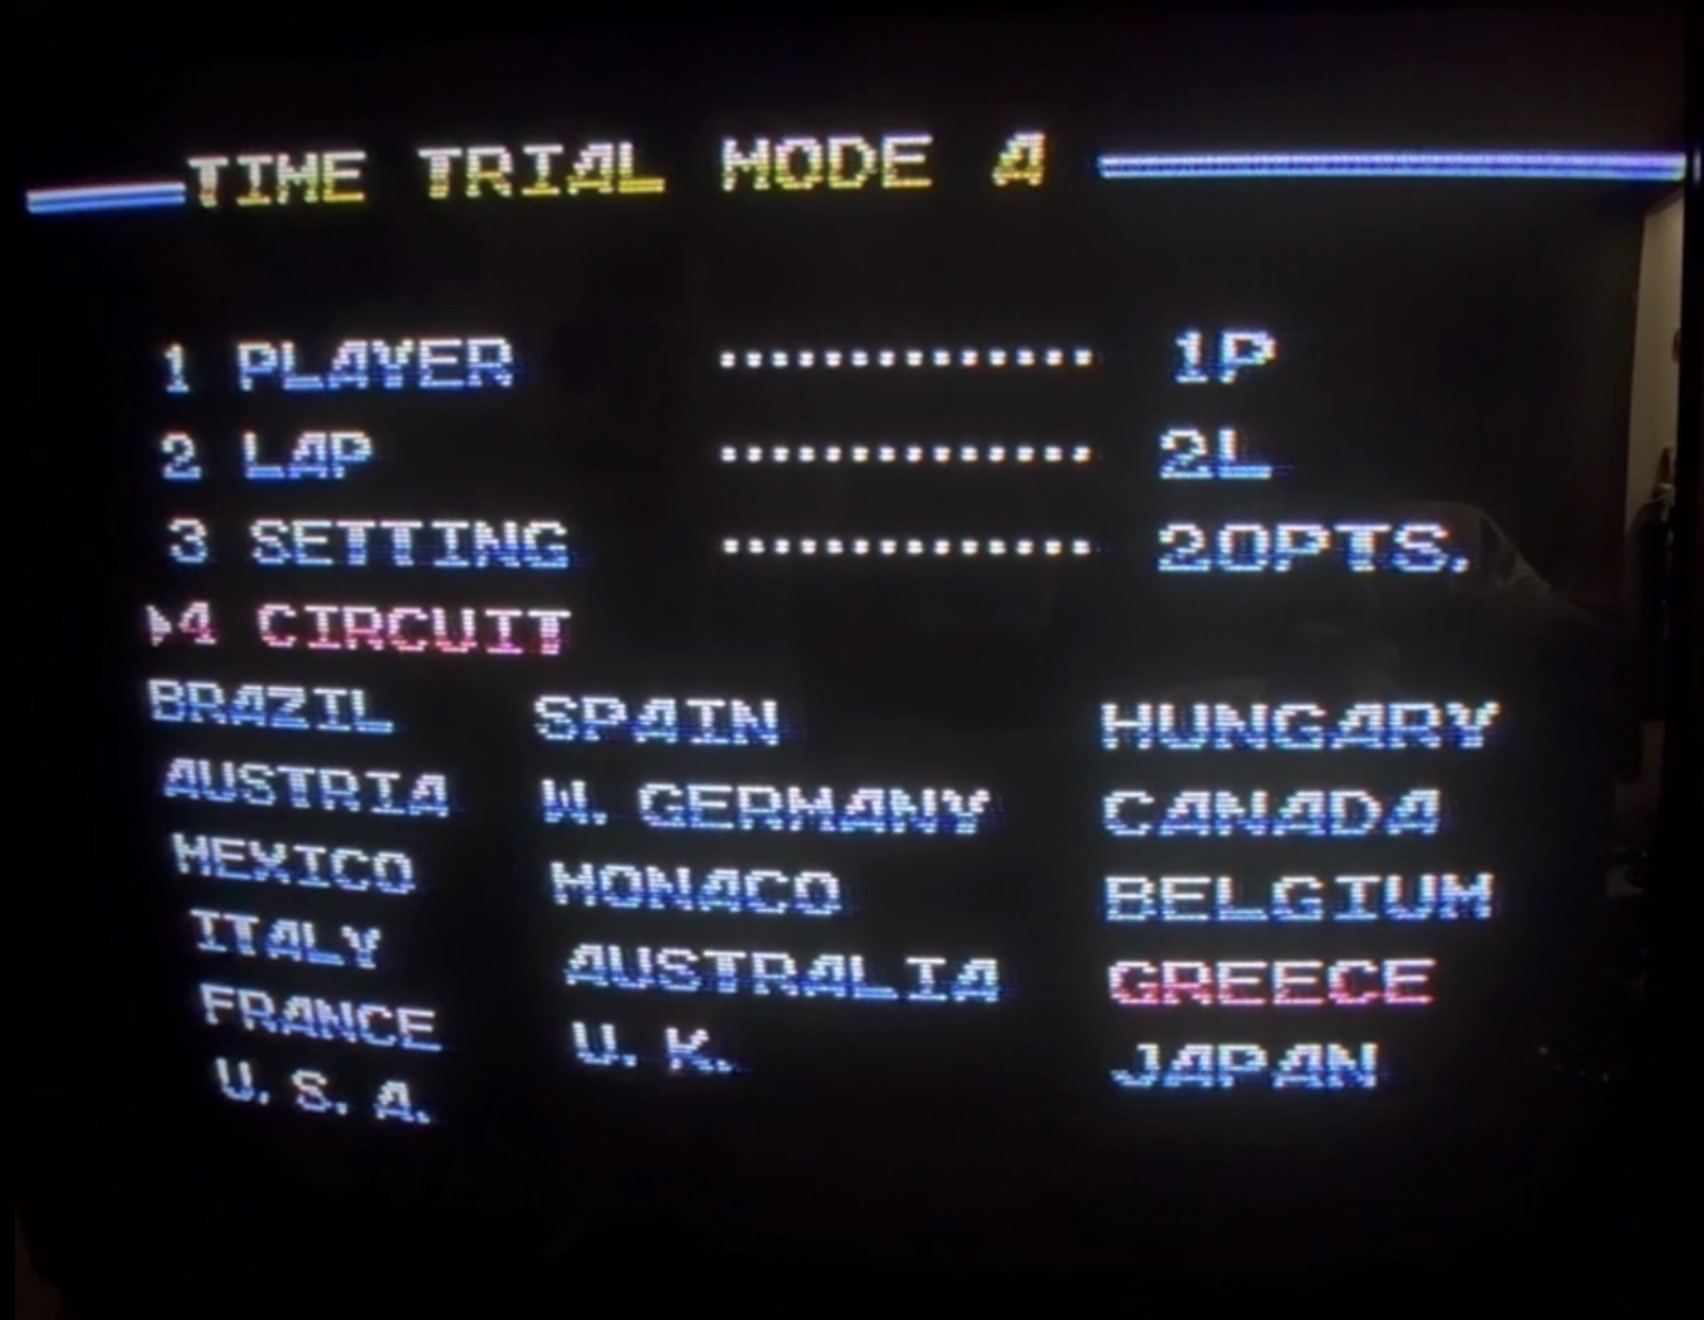 TIME TRIAL MODE A
1 PLAYER .............. 1P
2 LAP .............. 2L
3 SETTING .............. 20PTS.
▶4 CIRCUIT
BRAZIL SPAIN HUNGARY
AUSTRIA W. GERMANY CANADA
MEXICO MONACO BELGIUM
ITALY AUSTRALIA GREECE
FRANCE U. K. JAPAN
U. S. A.